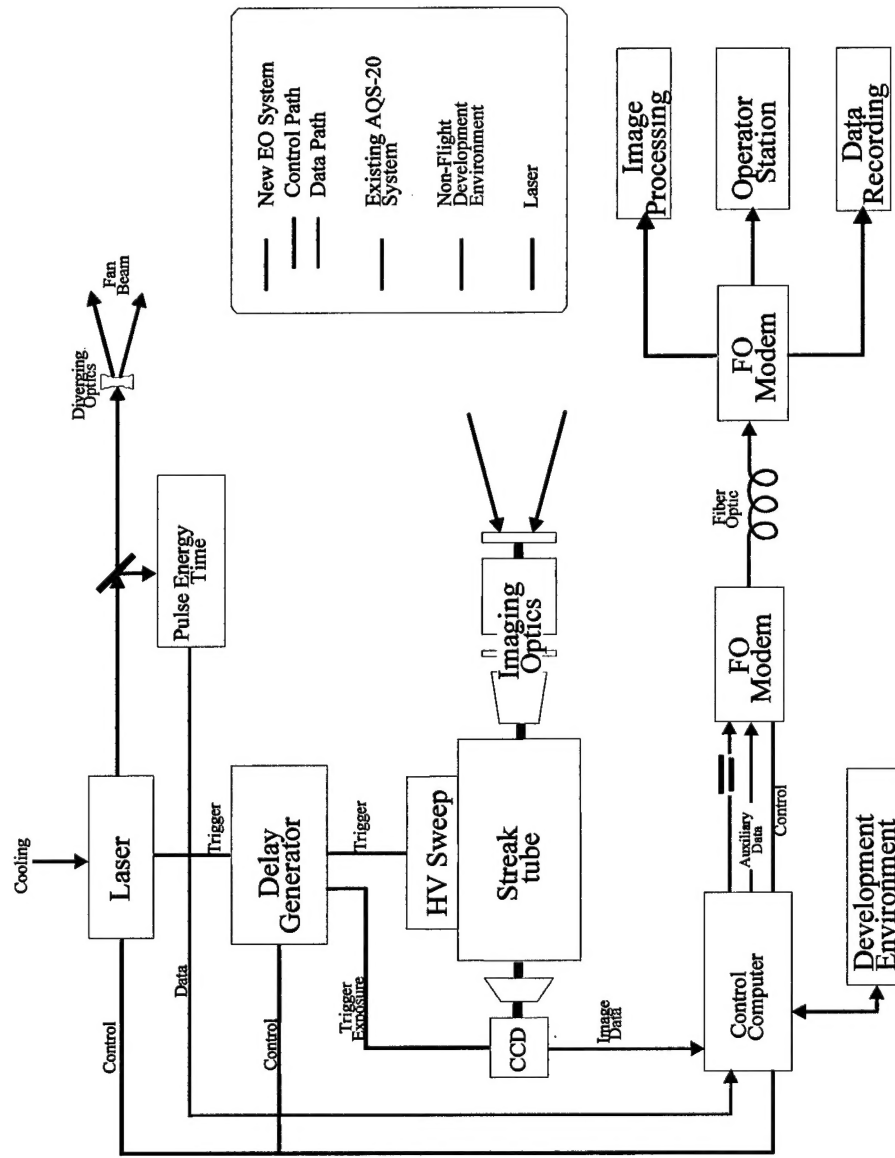 Cooling
Laser
Control
Trigger
Data
Pulse Energy
Time
Diverging
Optics
Fan
Beam
Delay
Generator
Control
Trigger
Exposure
Trigger
HV Sweep
Streak
tube
Imaging
Optics
CCD
Image
Data
Control
Computer
Auxiliary
Data
Control
Development
Environment
FO
Modem
Fiber
Optic
FO
Modem
Image
Processing
Operator
Station
Data
Recording
New EO System
Control Path
Data Path
Existing AQS-20
System
Non-Flight
Development
Environment
Laser